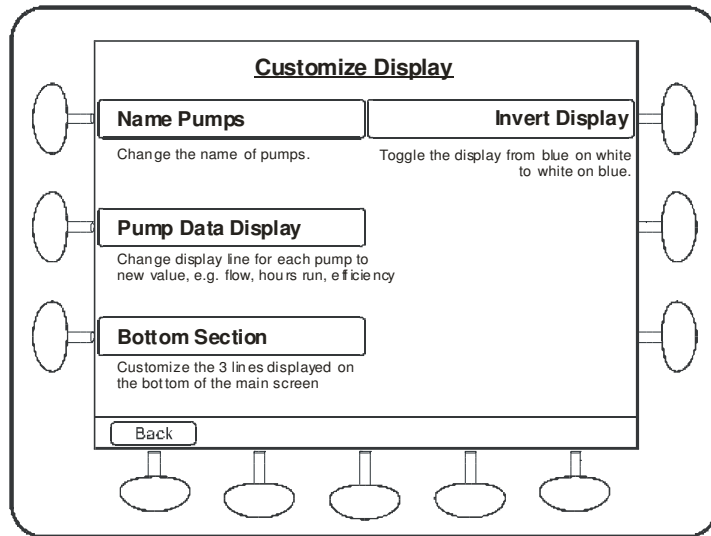 Customize Display
Name Pumps
Change the name of pumps.
Invert Display
Toggle the display from blue on white
to white on blue.
Pump Data Display
Change display line for each pump to
new value, e.g. flow, hours run, efficiency
Bottom Section
Customize the 3 lines displayed on
the bottom of the main screen
Back